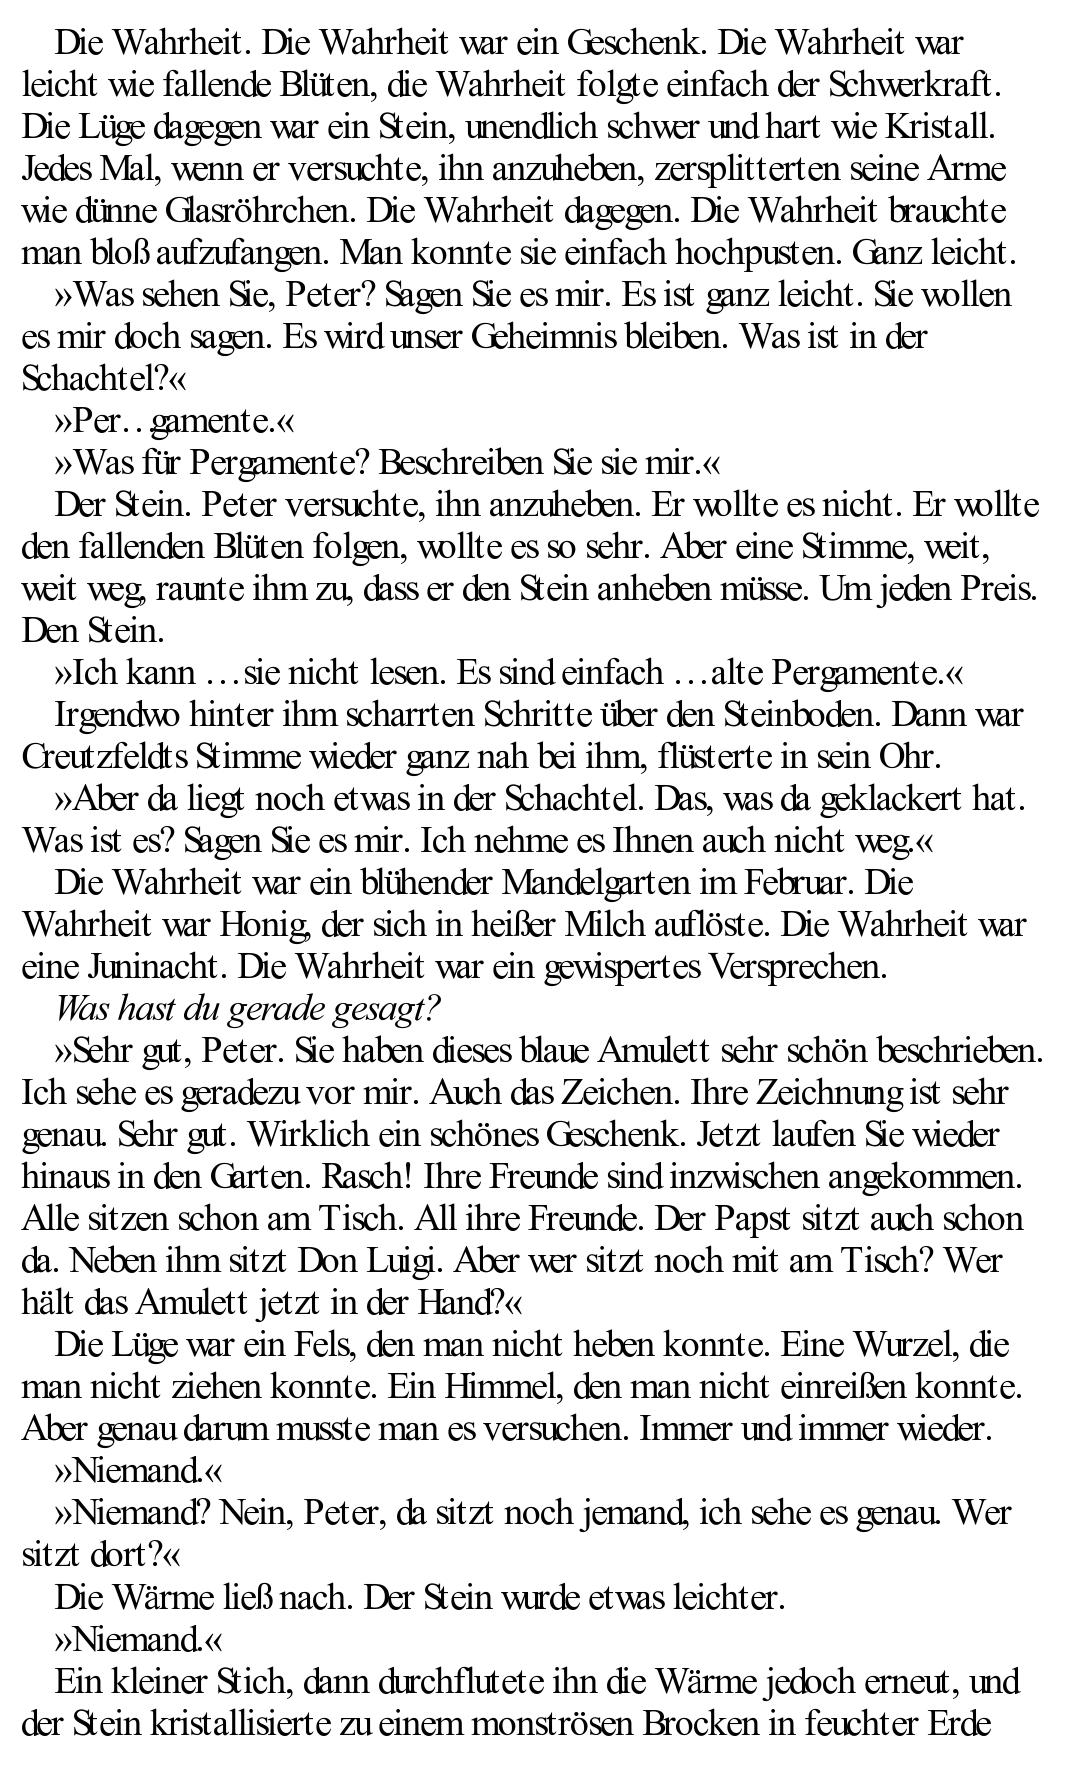 Die Wahrheit. Die Wahrheit war ein Geschenk. Die Wahrheit war
leicht wie fallende Blüten, die Wahrheit folgte einfach der Schwerkraft.
Die Lüge dagegen war ein Stein, unendlich schwer und hart wie Kristall.
Jedes Mal, wenn er versuchte, ihn anzuheben, zersplitterten seine Arme
wie dünne Glasröhrchen. Die Wahrheit dagegen. Die Wahrheit brauchte
man bloß aufzufangen. Man konnte sie einfach hochpusten. Ganz leicht.
»Was sehen Sie, Peter? Sagen Sie es mir. Es ist ganz leicht. Sie wollen
es mir doch sagen. Es wird unser Geheimnis bleiben. Was ist in der
Schachtel?«
»Per…gamente.«
»Was für Pergamente? Beschreiben Sie sie mir.«
Der Stein. Peter versuchte, ihn anzuheben. Er wollte es nicht. Er wollte
den fallenden Blüten folgen, wollte es so sehr. Aber eine Stimme, weit,
weit weg, raunte ihm zu, dass er den Stein anheben müsse. Um jeden Preis.
Den Stein.
»Ich kann … sie nicht lesen. Es sind einfach … alte Pergamente.«
Irgendwo hinter ihm scharrten Schritte über den Steinboden. Dann war
Creutzfeldts Stimme wieder ganz nah bei ihm, flüsterte in sein Ohr.
»Aber da liegt noch etwas in der Schachtel. Das, was da geklackert hat.
Was ist es? Sagen Sie es mir. Ich nehme es Ihnen auch nicht weg.«
Die Wahrheit war ein blühender Mandelgarten im Februar. Die
Wahrheit war Honig, der sich in heißer Milch auflöste. Die Wahrheit war
eine Juninacht. Die Wahrheit war ein gewispertes Versprechen.
Was hast du gerade gesagt?
»Sehr gut, Peter. Sie haben dieses blaue Amulett sehr schön beschrieben.
Ich sehe es geradezu vor mir. Auch das Zeichen. Ihre Zeichnung ist sehr
genau. Sehr gut. Wirklich ein schönes Geschenk. Jetzt laufen Sie wieder
hinaus in den Garten. Rasch! Ihre Freunde sind inzwischen angekommen.
Alle sitzen schon am Tisch. All ihre Freunde. Der Papst sitzt auch schon
da. Neben ihm sitzt Don Luigi. Aber wer sitzt noch mit am Tisch? Wer
hält das Amulett jetzt in der Hand?«
Die Lüge war ein Fels, den man nicht heben konnte. Eine Wurzel, die
man nicht ziehen konnte. Ein Himmel, den man nicht einreißen konnte.
Aber genau darum musste man es versuchen. Immer und immer wieder.
»Niemand.«
»Niemand? Nein, Peter, da sitzt noch jemand, ich sehe es genau. Wer
sitzt dort?«
Die Wärme ließ nach. Der Stein wurde etwas leichter.
»Niemand.«
Ein kleiner Stich, dann durchflutete ihn die Wärme jedoch erneut, und
der Stein kristallisierte zu einem monströsen Brocken in feuchter Erde